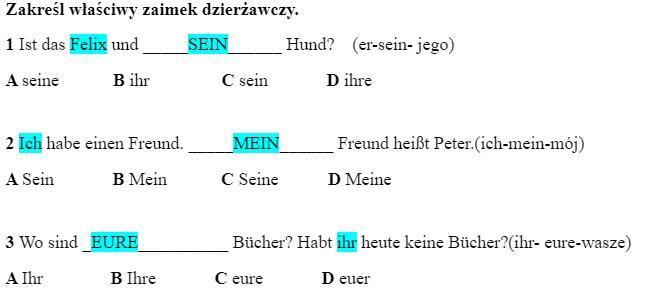 Zakreśl właściwy zaimek dzierżawczy.
1 Ist das Felix und _____SEIN______ Hund? (er-sein- jego)
A seine B ihr C sein D ihre
2 Ich habe einen Freund. _____MEIN______ Freund heißt Peter.(ich-mein-mój)
A Sein B Mein C Seine D Meine
3 Wo sind _EURE__________ Bücher? Habt ihr heute keine Bücher?(ihr- eure-wasze)
A Ihr B Ihre C eure D euer